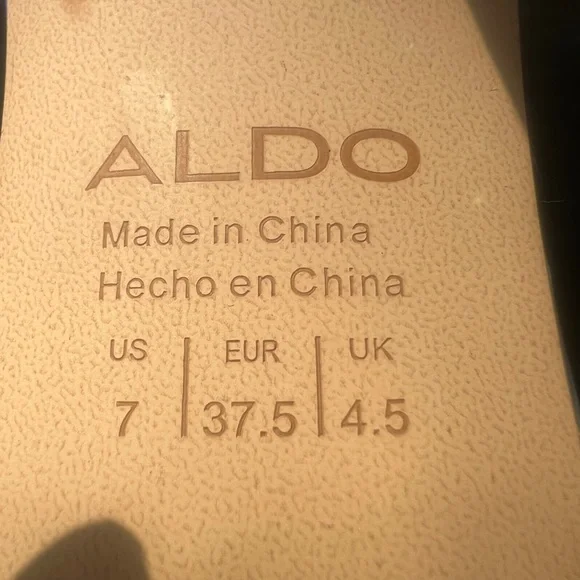 ALDO
Made in China
Hecho en China
US | EUR | UK
7 | 37.5 | 4.5